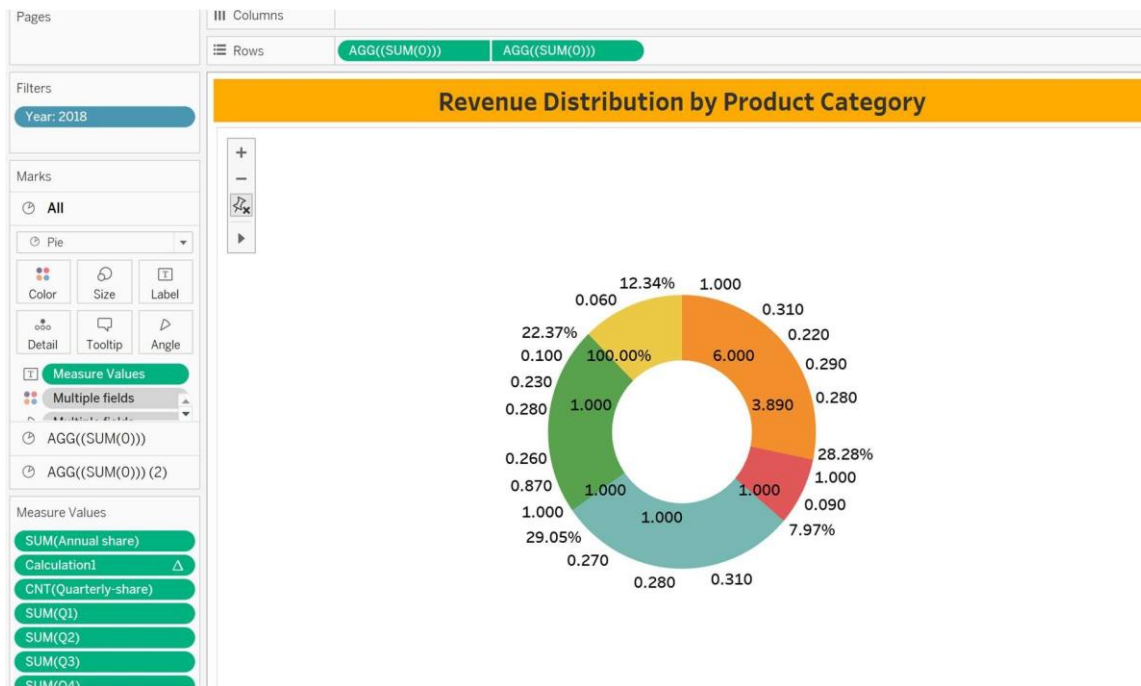 Pages
Columns
Rows
AGG((SUM(0)))
AGG((SUM(0)))
Filters
Year: 2018
Revenue Distribution by Product Category
Marks
All
Pie
Color
Size
Label
Detail
Tooltip
Angle
Measure Values
Multiple fields
AGG((SUM(0)))
AGG((SUM(0))) (2)
Measure Values
SUM(Annual share)
Calculation1
CNT(Quarterly-share)
SUM(Q1)
SUM(Q2)
SUM(Q3)
SUM(Q4)
12.34%
1.000
0.060
0.310
22.37%
0.220
0.100
100.00%
6.000
0.290
0.230
0.280
1.000
3.890
0.280
0.260
28.28%
0.870
1.000
1.000
1.000
1.000
1.000
0.090
29.05%
7.97%
0.270
0.280
0.310